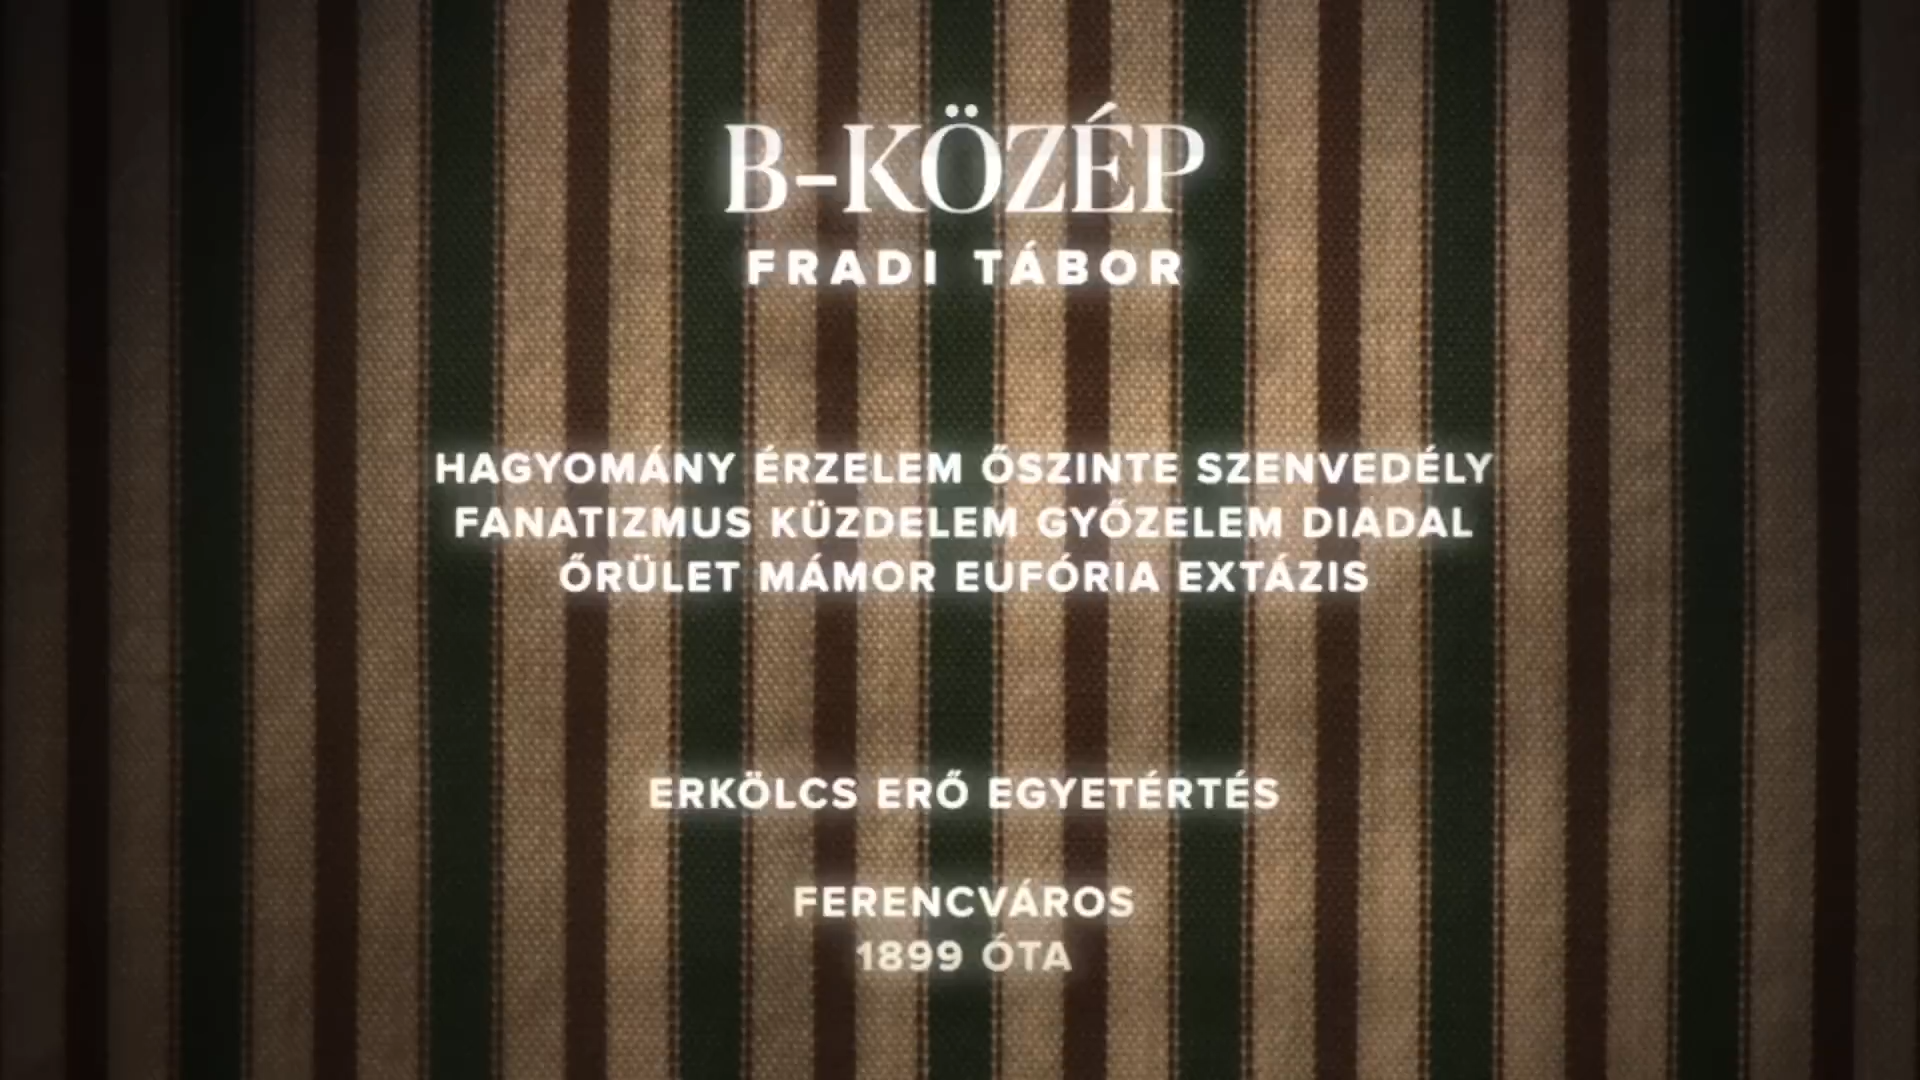 B-KÖZÉP
FRADI TÁBOR
HAGYOMÁNY ÉRZELEM ŐSZINTE SZENVEDÉLY
FANATIZMUS KÜZDELEM GYŐZELEM DIADAL
ŐRÜLET MÁMOR EUFÓRIA EXTÁZIS
ERKÖLCS ERŐ EGYETÉRTÉS
FERENCVÁROS
1899 ÓTA